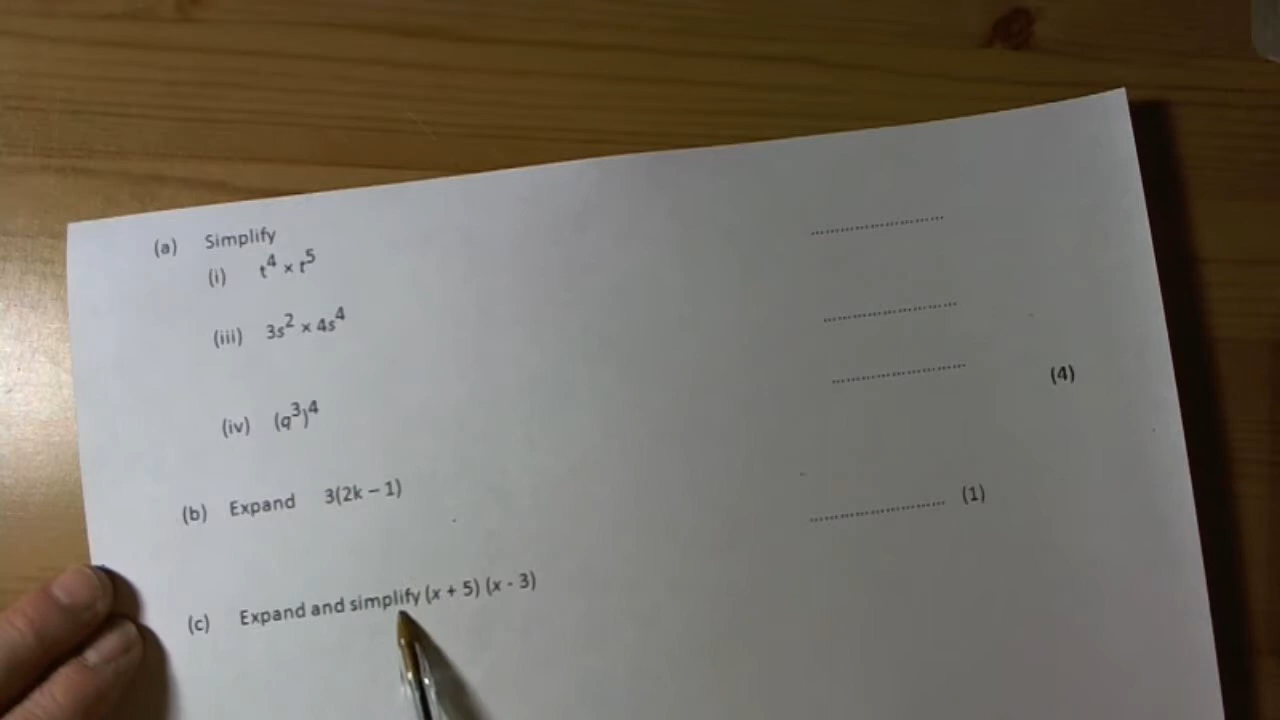 (a) Simplify ...........................
(i) t⁴ × t⁵
(iii) 3s² × 4s⁴ ...........................
........................... (4)
(iv) (q³)⁴
(b) Expand 3(2k – 1) ........................... (1)
(c) Expand and simplify (x + 5) (x - 3)